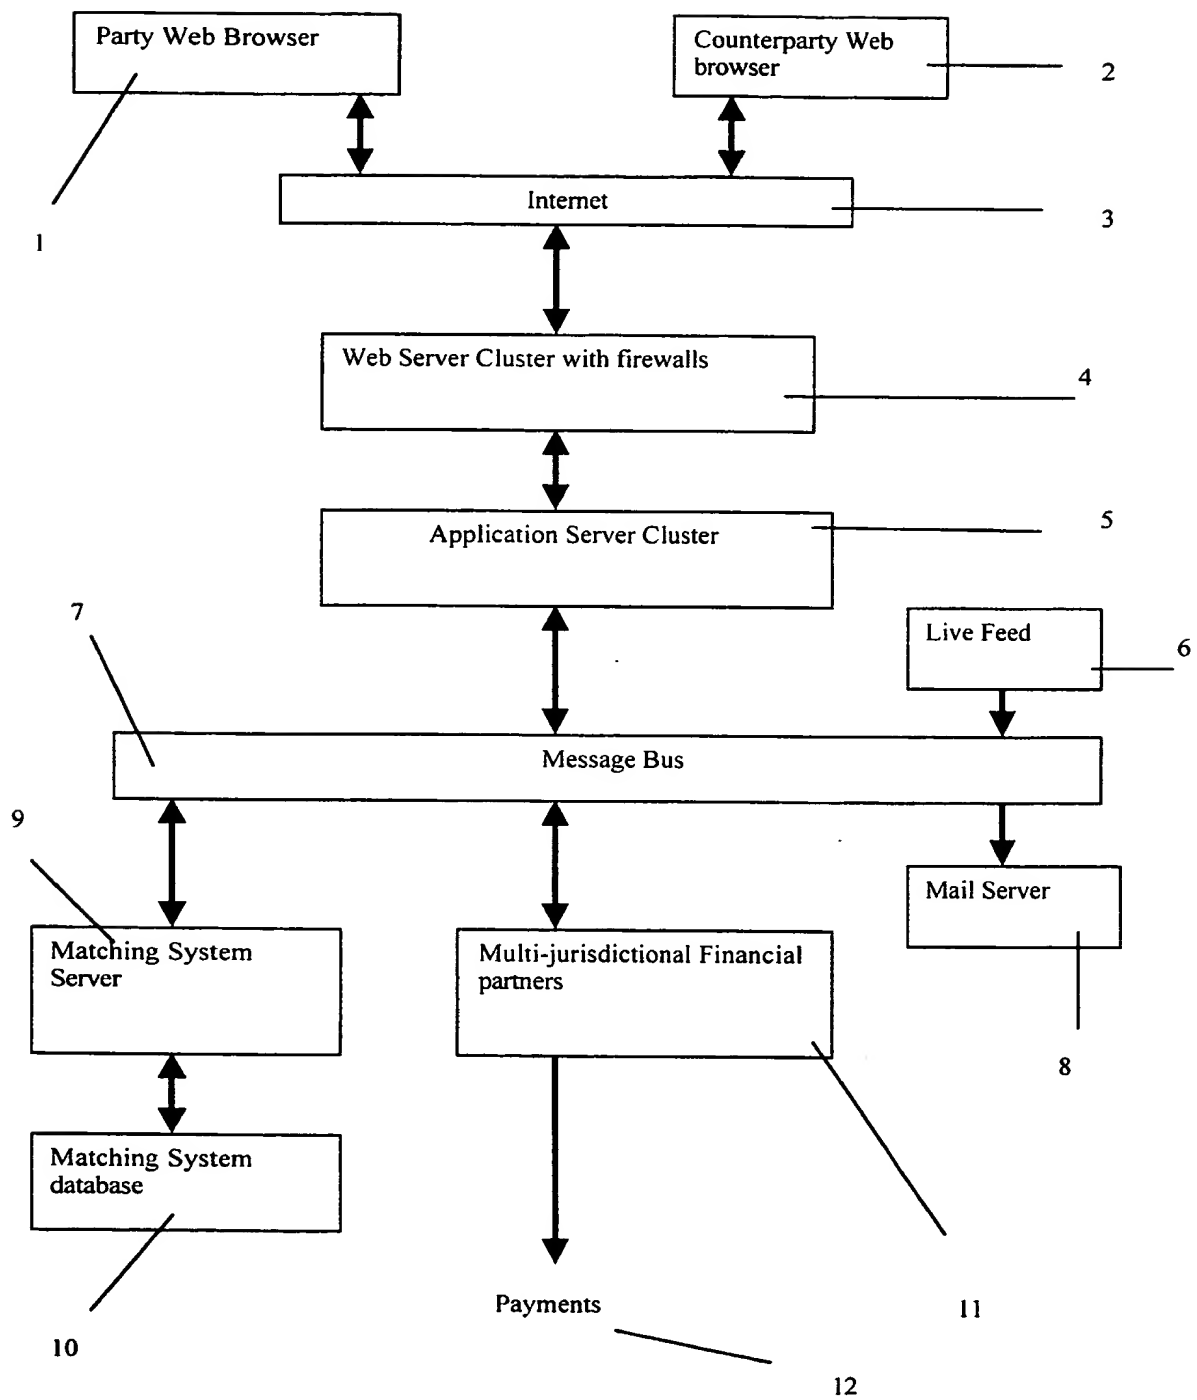 Party Web Browser
Counterparty Web
browser
2
1
Internet
3
Web Server Cluster with firewalls
4
Application Server Cluster
5
7
Live Feed
6
Message Bus
9
Mail Server
8
Matching System
Server
Multi-jurisdictional Financial
partners
Matching System
database
10
Payments
11
12